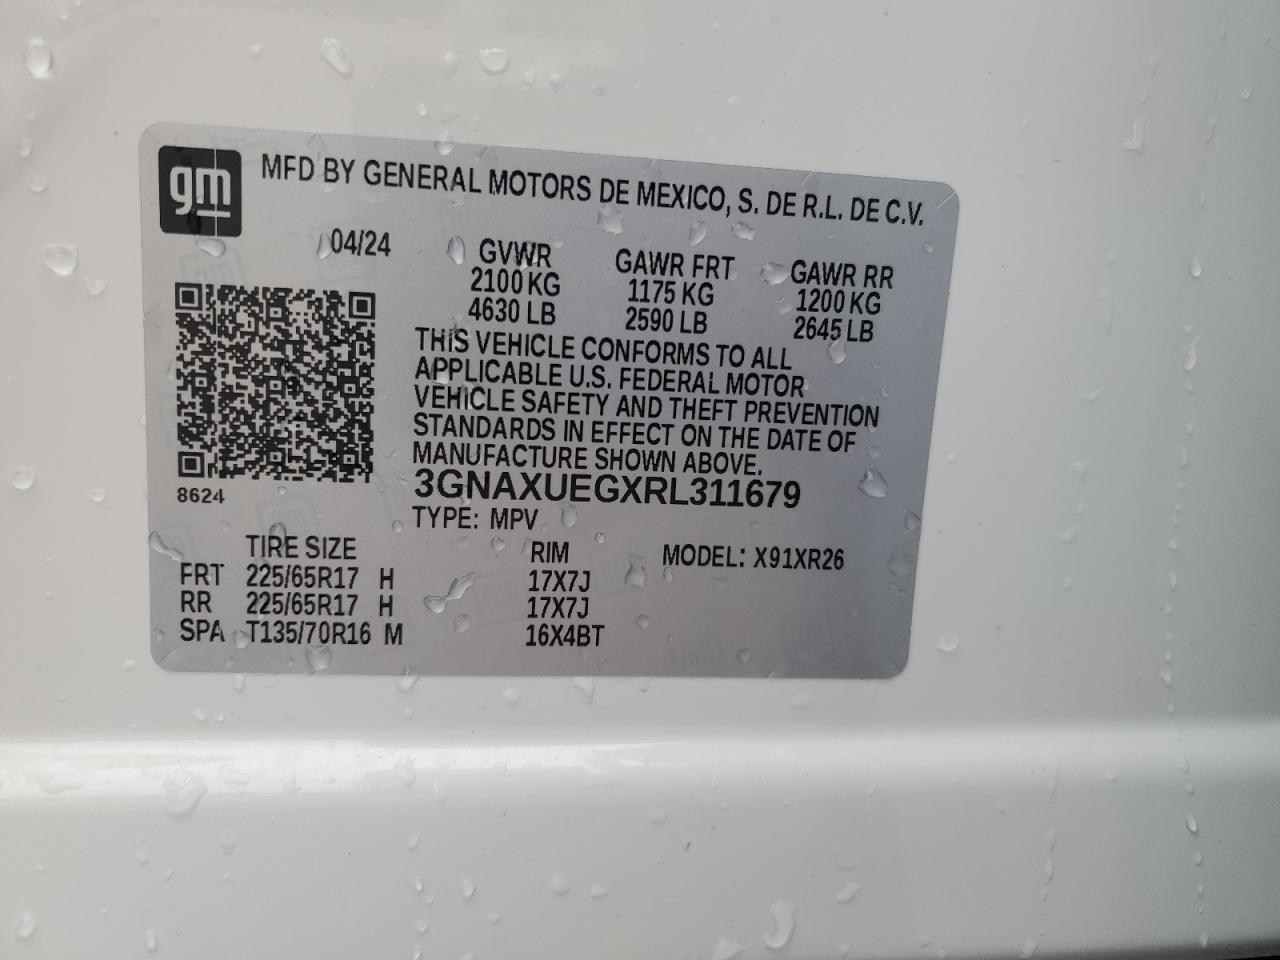 gm
MFD BY GENERAL MOTORS DE MEXICO, S. DE R.L. DE C.V.
04/24 GVWR GAWR FRT GAWR RR
2100 KG 1175 KG 1200 KG
4630 LB 2590 LB 2645 LB
THIS VEHICLE CONFORMS TO ALL
APPLICABLE U.S. FEDERAL MOTOR
VEHICLE SAFETY AND THEFT PREVENTION
STANDARDS IN EFFECT ON THE DATE OF
MANUFACTURE SHOWN ABOVE.
8624 3GNAXUEGXRL311679
TYPE: MPV
TIRE SIZE RIM MODEL: X91XR26
FRT 225/65R17 H 17X7J
RR 225/65R17 H 17X7J
SPA T135/70R16 M 16X4BT